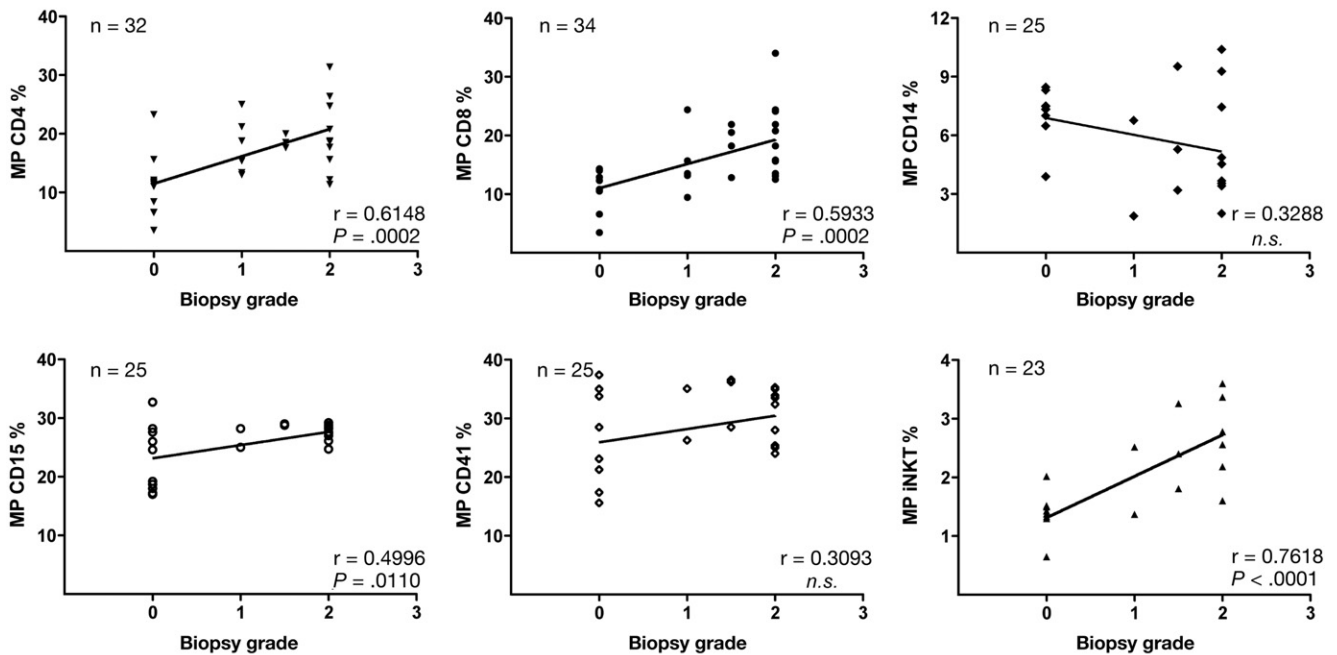 n = 32
MP CD4 %
40
30
20
10
r = 0.6148
P = .0002
0 1 2 3
Biopsy grade
n = 34
MP CD8 %
40
30
20
10
r = 0.5933
P = .0002
0 1 2 3
Biopsy grade
n = 25
MP CD14 %
12
9
6
3
r = 0.3288
n.s.
0 1 2 3
Biopsy grade
n = 25
MP CD15 %
40
30
20
10
r = 0.4996
P = .0110
0 1 2 3
Biopsy grade
n = 25
MP CD41 %
40
30
20
10
r = 0.3093
n.s.
0 1 2 3
Biopsy grade
n = 23
MP iNKT %
4
3
2
1
r = 0.7618
P < .0001
0 1 2 3
Biopsy grade